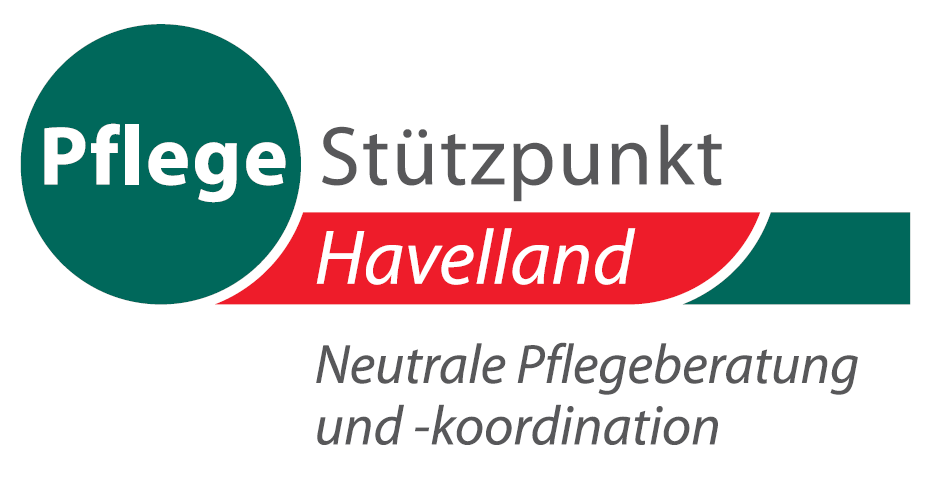 Pflege Stützpunkt
Havelland
Neutrale Pflegeberatung
und -koordination